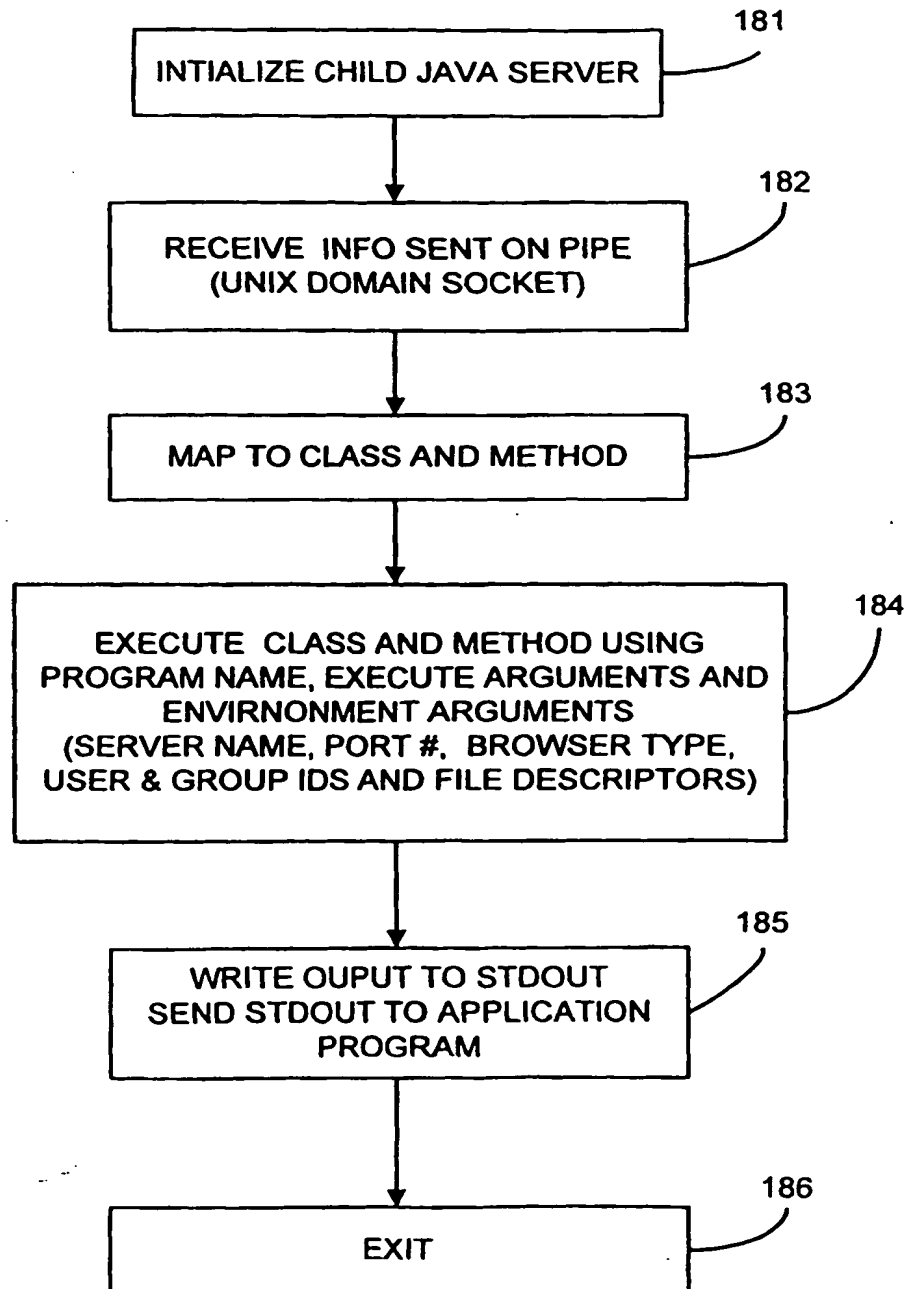 181
INTIALIZE CHILD JAVA SERVER
182
RECEIVE INFO SENT ON PIPE
(UNIX DOMAIN SOCKET)
183
MAP TO CLASS AND METHOD
184
EXECUTE CLASS AND METHOD USING
PROGRAM NAME, EXECUTE ARGUMENTS AND
ENVIRNONMENT ARGUMENTS
(SERVER NAME, PORT #, BROWSER TYPE,
USER & GROUP IDS AND FILE DESCRIPTORS)
185
WRITE OUPUT TO STDOUT
SEND STDOUT TO APPLICATION
PROGRAM
186
EXIT